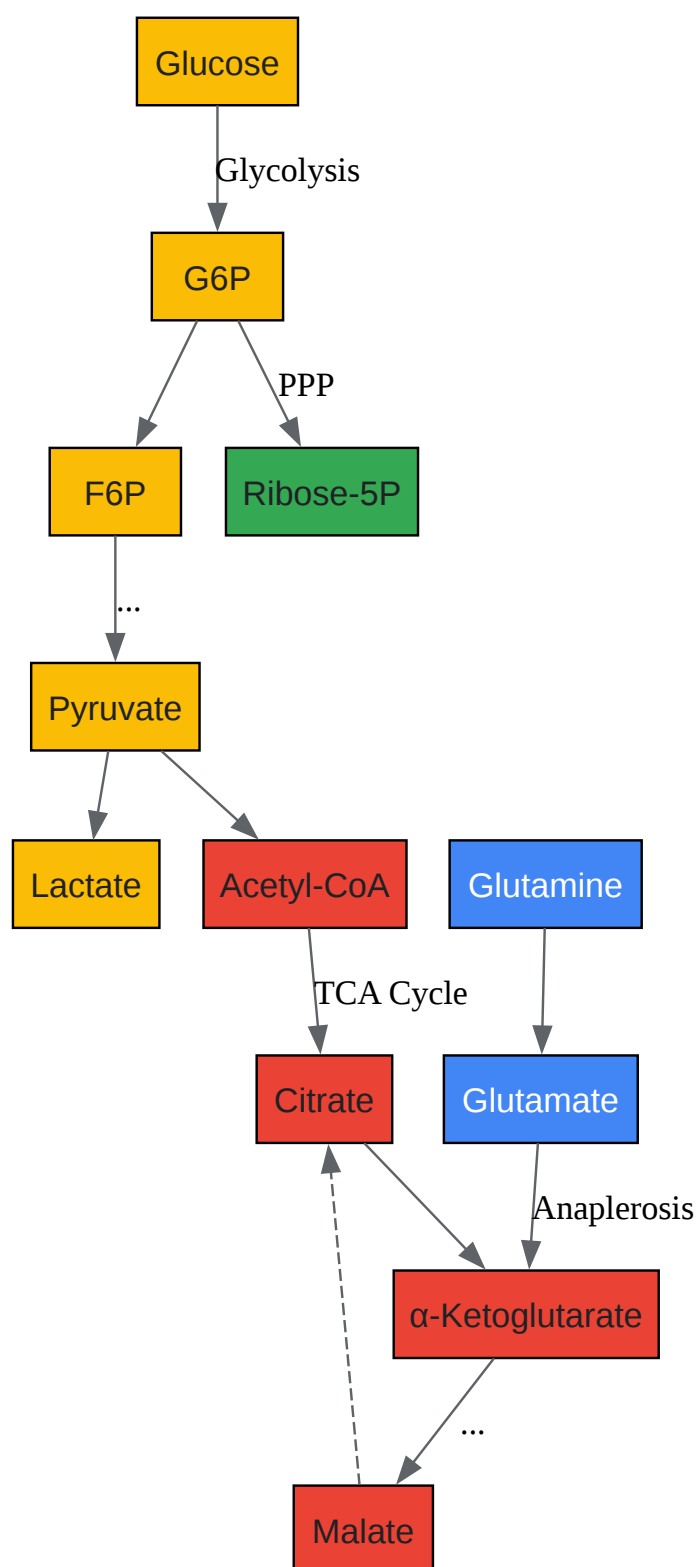 Glucose
Glycolysis
G6P
PPP
F6P
Ribose-5P
...
Pyruvate
Lactate
Acetyl-CoA
Glutamine
TCA Cycle
Citrate
Glutamate
Anaplerosis
α-Ketoglutarate
...
Malate